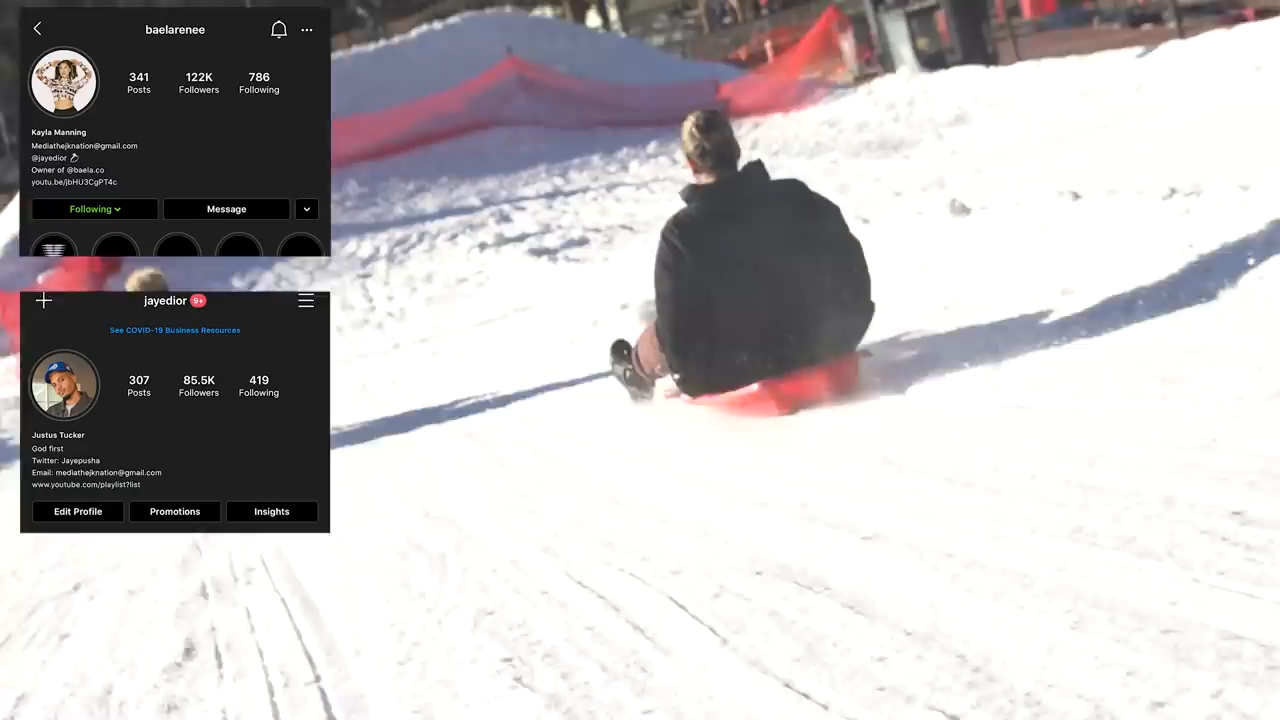 baelarenee
341 122K 786
Posts Followers Following
Kayla Manning
Mediathejknation@gmail.com
@jayedior
Owner of @baela.co
youtu.be/jbHU3CgPT4c
Following Message
jayedior 9+
See COVID-19 Business Resources
307 85.5K 419
Posts Followers Following
Justus Tucker
God first
Twitter: Jayepusha
Email: mediathejknation@gmail.com
www.youtube.com/playlist?list
Edit Profile Promotions Insights